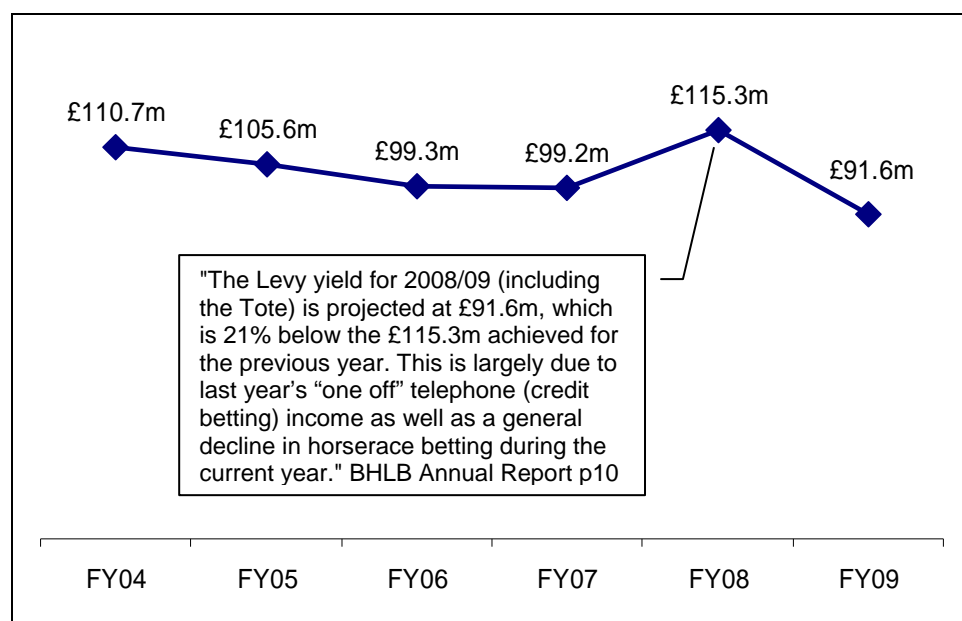 £110.7m
£105.6m
£99.3m
£99.2m
£115.3m
£91.6m
"The Levy yield for 2008/09 (including
the Tote) is projected at £91.6m, which
is 21% below the £115.3m achieved for
the previous year. This is largely due to
last year’s “one off” telephone (credit
betting) income as well as a general
decline in horserace betting during the
current year." BHLB Annual Report p10
FY04
FY05
FY06
FY07
FY08
FY09